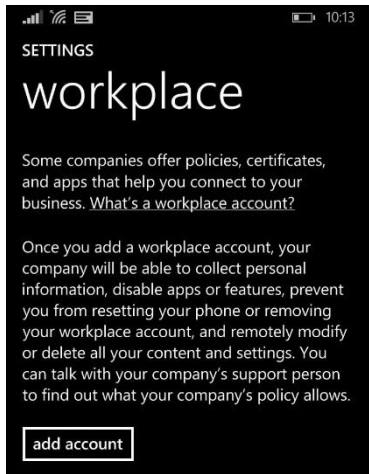 10:13
SETTINGS
workplace
Some companies offer policies, certificates,
and apps that help you connect to your
business. What's a workplace account?
Once you add a workplace account, your
company will be able to collect personal
information, disable apps or features, prevent
you from resetting your phone or removing
your workplace account, and remotely modify
or delete all your content and settings. You
can talk with your company's support person
to find out what your company's policy allows.
add account